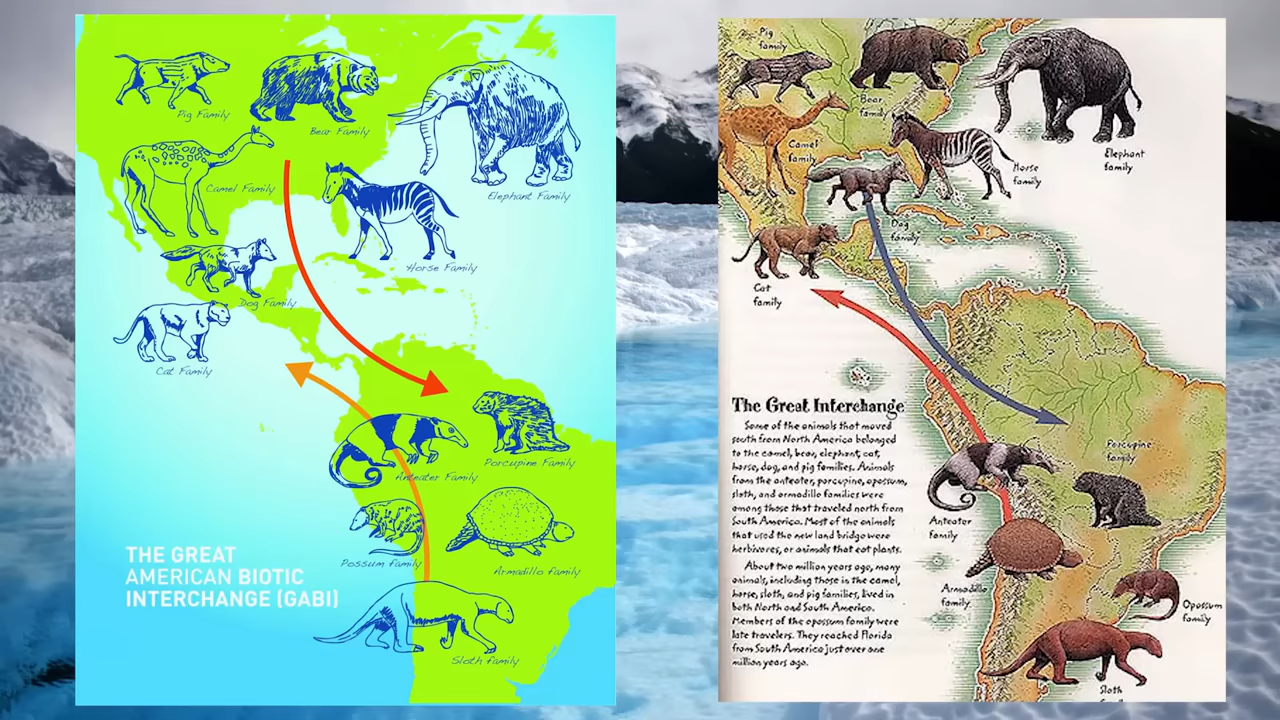 Pig Family
Bear Family
Camel Family
Elephant Family
Horse Family
Dog Family
Cat Family
Anteater Family
Porcupine Family
Possum family
Armadillo family
Sloth family
THE GREAT
AMERICAN BIOTIC
INTERCHANGE (GABI)
Pig
family
Bear
family
Camel
family
Horse
family
Elephant
family
Dog
family
Cat
family
The Great Interchange
Some of the animals that moved
south from North America belonged
to the camel, bear, elephant, cat,
horse, dog, and pig families. Animals
from the anteater, porcupine, opossum,
sloth, and armadillo families were
among those that traveled north from
South America. Most of the animals
that used the new land bridge were
herbivores, or animals that eat plants.
About two million years ago, many
animals, including those in the camel,
horse, sloth, and pig families, lived in
both North and South America.
Members of the opossum family were
late travelers. They reached Florida
from South America just over one
million years ago.
Porcupine
family
Anteater
family
Armadillo
family
Opossum
family
Sloth